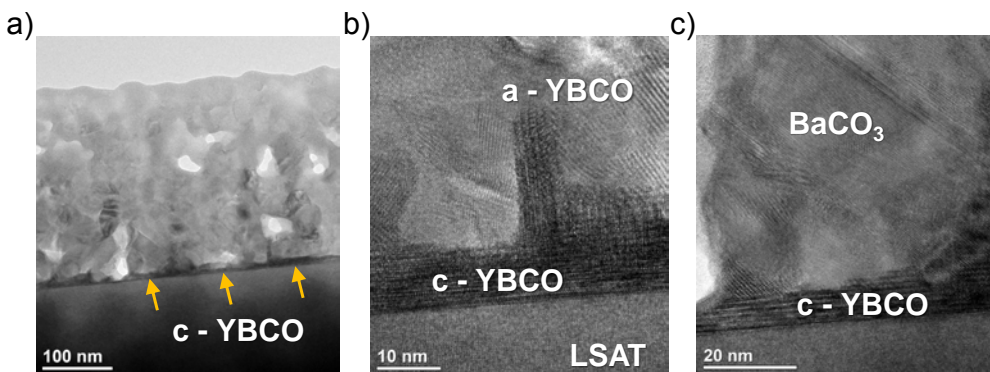 a)
b)
c)
a - YBCO
BaCO₃
c - YBCO
c - YBCO
c - YBCO
LSAT
100 nm
10 nm
20 nm